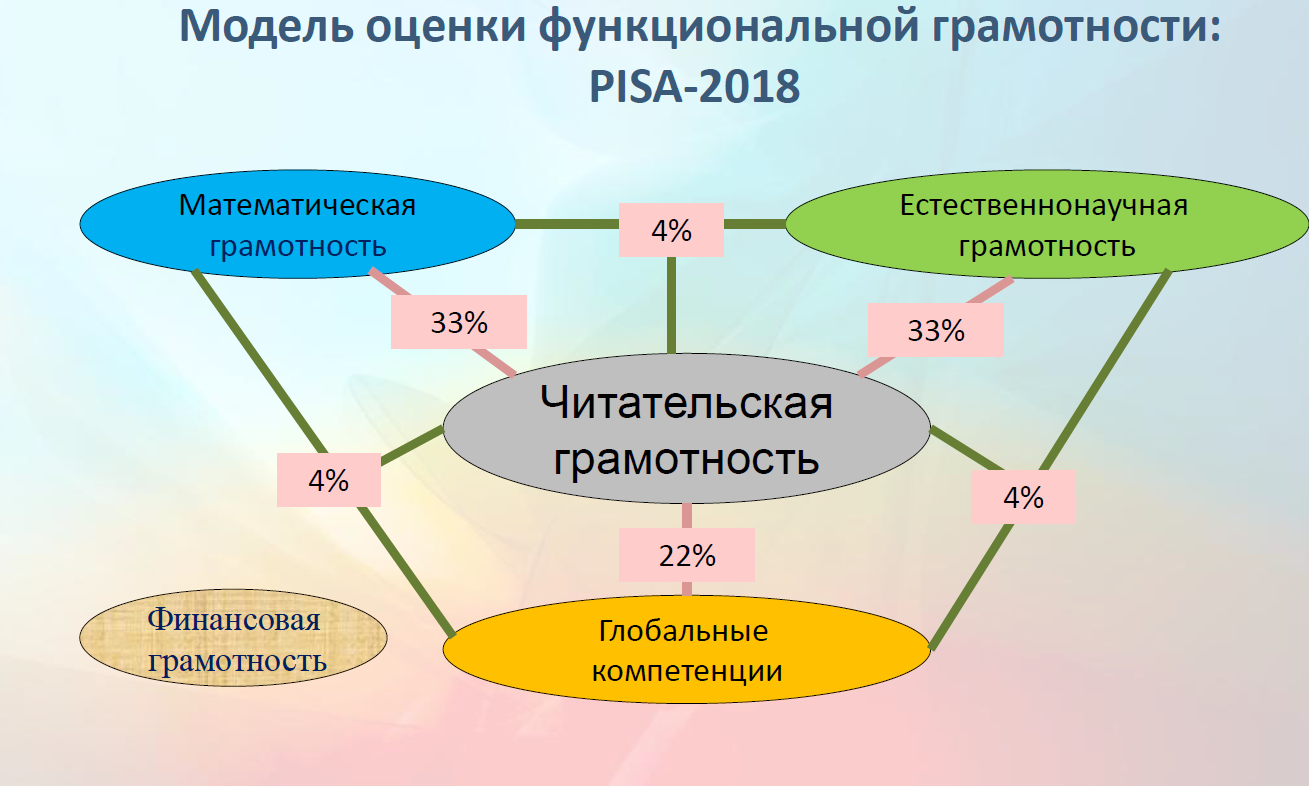 Модель оценки функциональной грамотности:
PISA-2018
Математическая
грамотность
4%
Естественнонаучная
грамотность
33%
33%
Читательская
грамотность
4%
4%
22%
Финансовая
грамотность
Глобальные
компетенции